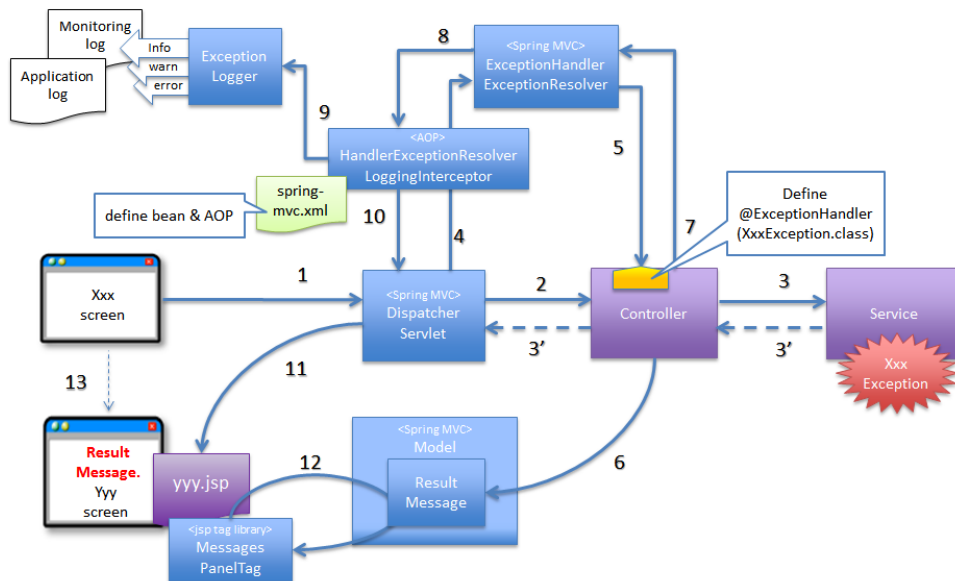 Monitoring
log
Application
log
Info
warn
error
Exception
Logger
8
<Spring MVC>
ExceptionHandler
ExceptionResolver
9
<AOP>
HandlerExceptionResolver
LoggingInterceptor
5
spring-
mvc.xml
define bean & AOP
10
4
7
Define
@ExceptionHandler
(XxxException.class)
Xxx
screen
1
<Spring MVC>
Dispatcher
Servlet
2
Controller
3
Service
3’
3’
Xxx
Exception
11
13
Result
Message.
Yyy
screen
yyy.jsp
<jsp tag library>
Messages
PanelTag
12
<Spring MVC>
Model
Result
Message
6